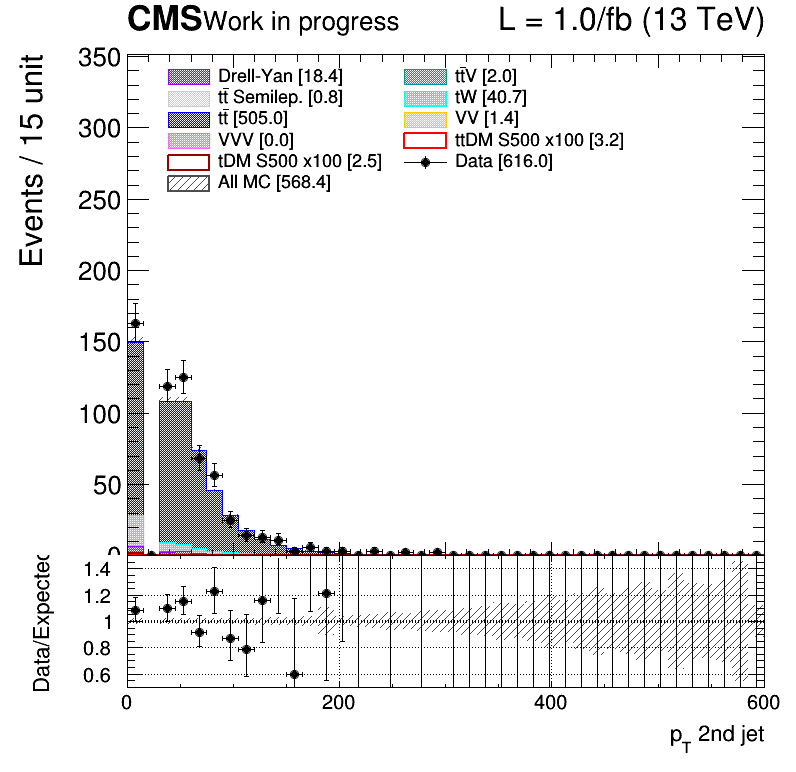 CMS Work in progress L = 1.0/fb (13 TeV)
Events / 15 unit
350
300
250
200
150
100
50
0
Drell-Yan [18.4] tt̄V [2.0]
tt̄ Semilep. [0.8] tW [40.7]
tt̄ [505.0] VV [1.4]
VVV [0.0] ttDM S500 x100 [3.2]
tDM S500 x100 [2.5] Data [616.0]
All MC [568.4]
Data/Expected
1.4
1.2
1
0.8
0.6
0 200 400 600
p_T 2nd jet